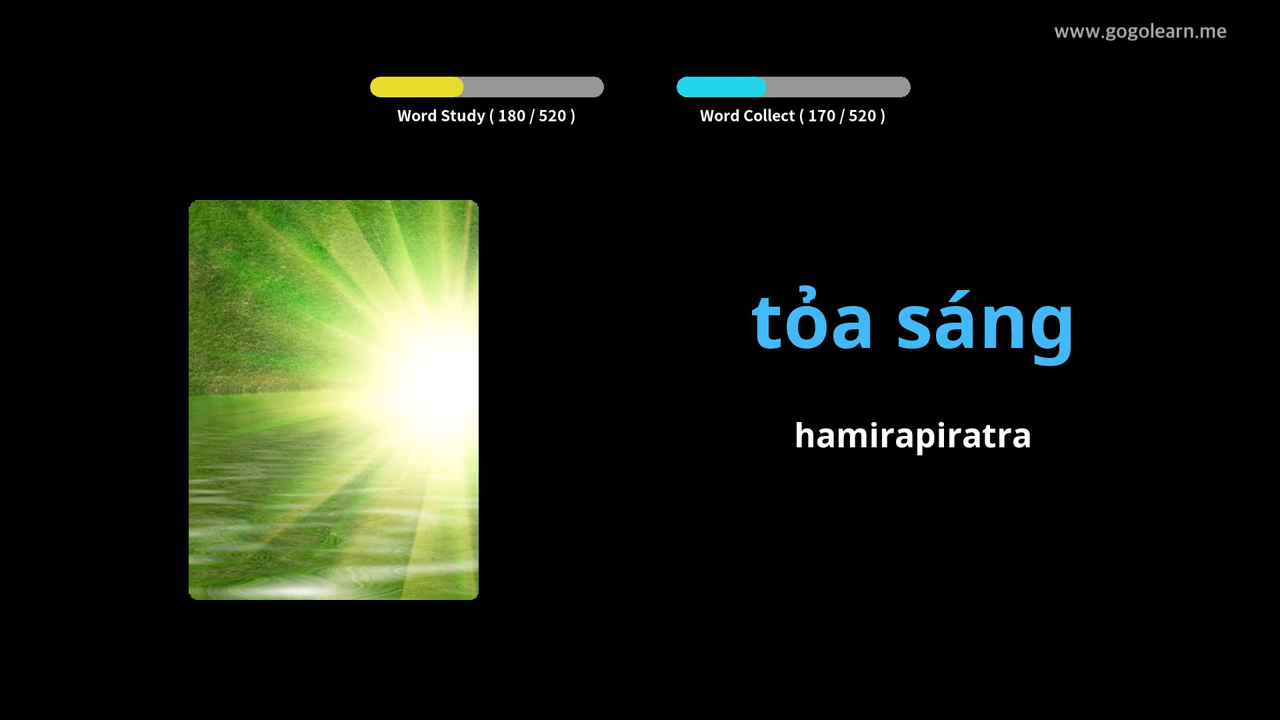 www.gogolearn.me
Word Study ( 180 / 520 )
Word Collect ( 170 / 520 )
tỏa sáng
hamirapiratra